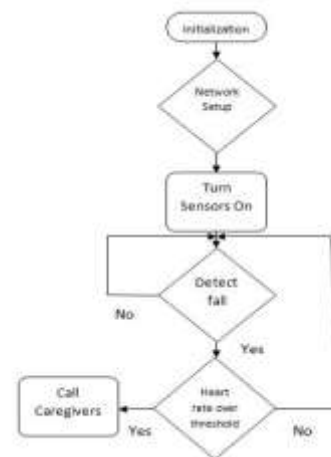 Initialization
Network
Setup
Turn
Sensors On
Detect
fall
No
Yes
Call
Caregivers
Heart
rate over
threshold
Yes
No